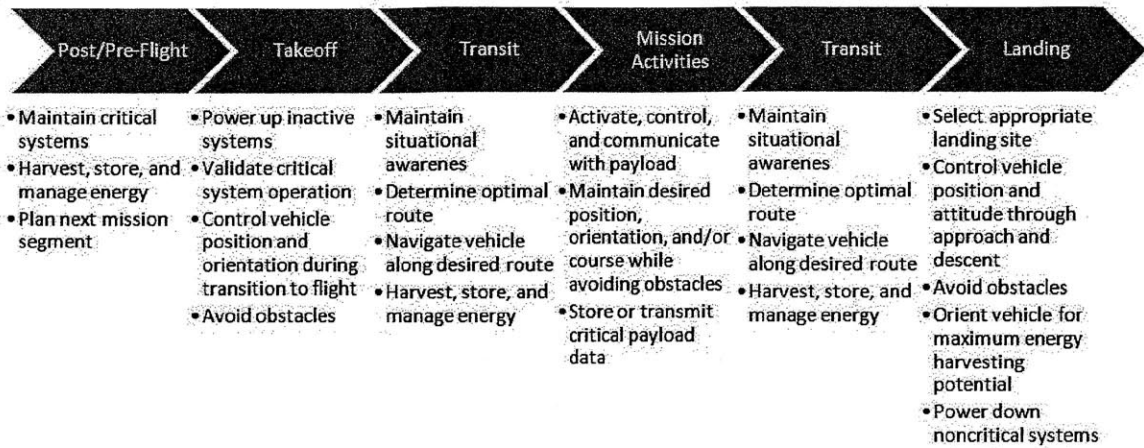 Post/Pre-Flight
Takeoff
Transit
Mission
Activities
Transit
Landing
• Maintain critical
systems
• Harvest, store, and
manage energy
• Plan next mission
segment
• Power up inactive
systems
• Validate critical
system operation
• Control vehicle
position and
orientation during
transition to flight
• Avoid obstacles
• Maintain
situational
awarenes
• Determine optimal
route
• Navigate vehicle
along desired route
• Harvest, store, and
manage energy
• Activate, control,
and communicate
with payload
• Maintain desired
position,
orientation, and/or
course while
avoiding obstacles
• Store or transmit
critical payload
data
• Maintain
situational
awarenes
• Determine optimal
route
• Navigate vehicle
along desired route
• Harvest, store, and
manage energy
• Select appropriate
landing site
• Control vehicle
position and
attitude through
approach and
descent
• Avoid obstacles
• Orient vehicle for
maximum energy
harvesting
potential
• Power down
noncritical systems